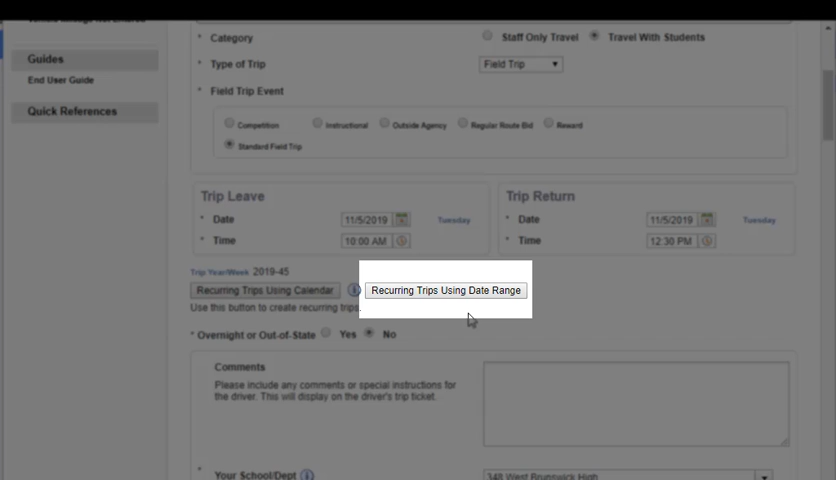 Guides
End User Guide
Quick References
* Category Staff Only Travel Travel With Students
* Type of Trip Field Trip
* Field Trip Event
Competition Instructional Outside Agency Regular Route Bid Reward
Standard Field Trip
Trip Leave
* Date 11/5/2019 Tuesday
* Time 10:00 AM
Trip Return
* Date 11/5/2019 Tuesday
* Time 12:30 PM
Trip Year/Week 2019-45
Recurring Trips Using Calendar i Recurring Trips Using Date Range
Use this button to create recurring trips.
* Overnight or Out-of-State Yes No
Comments
Please include any comments or special instructions for
the driver. This will display on the driver's trip ticket.
* Your School/Dept i 348 West Brunswick High